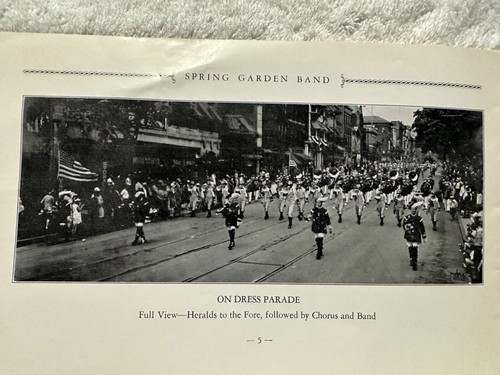 SPRING GARDEN BAND
ON DRESS PARADE
Full View—Heralds to the Fore, followed by Chorus and Band
— 5 —